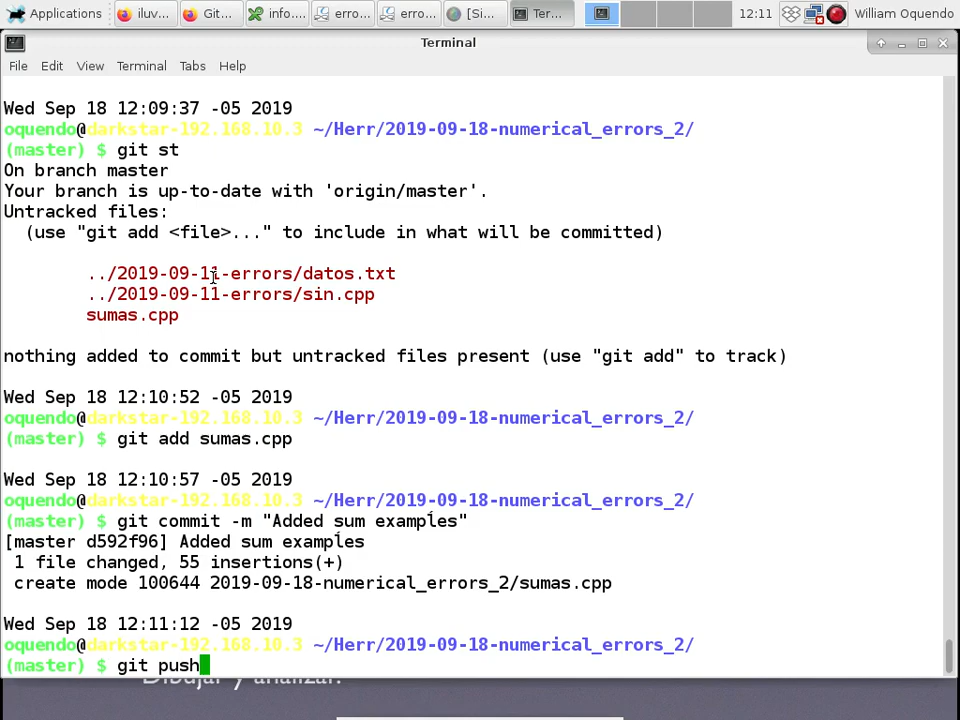 Applications iluv... Git... info.... erro... erro... [Si... Ter... 12:11 William Oquendo
Terminal
File Edit View Terminal Tabs Help
Wed Sep 18 12:09:37 -05 2019
oquendo@darkstar-192.168.10.3 ~/Herr/2019-09-18-numerical_errors_2/
(master) $ git st
On branch master
Your branch is up-to-date with 'origin/master'.
Untracked files:
(use "git add <file>..." to include in what will be committed)
../2019-09-11-errors/datos.txt
../2019-09-11-errors/sin.cpp
sumas.cpp
nothing added to commit but untracked files present (use "git add" to track)
Wed Sep 18 12:10:52 -05 2019
oquendo@darkstar-192.168.10.3 ~/Herr/2019-09-18-numerical_errors_2/
(master) $ git add sumas.cpp
Wed Sep 18 12:10:57 -05 2019
oquendo@darkstar-192.168.10.3 ~/Herr/2019-09-18-numerical_errors_2/
(master) $ git commit -m "Added sum exampĺes"
[master d592f96] Added sum exampĺes
1 file changed, 55 insertions(+)
create mode 100644 2019-09-18-numerical_errors_2/sumas.cpp
Wed Sep 18 12:11:12 -05 2019
oquendo@darkstar-192.168.10.3 ~/Herr/2019-09-18-numerical_errors_2/
(master) $ git push
Dibujar y analizar.